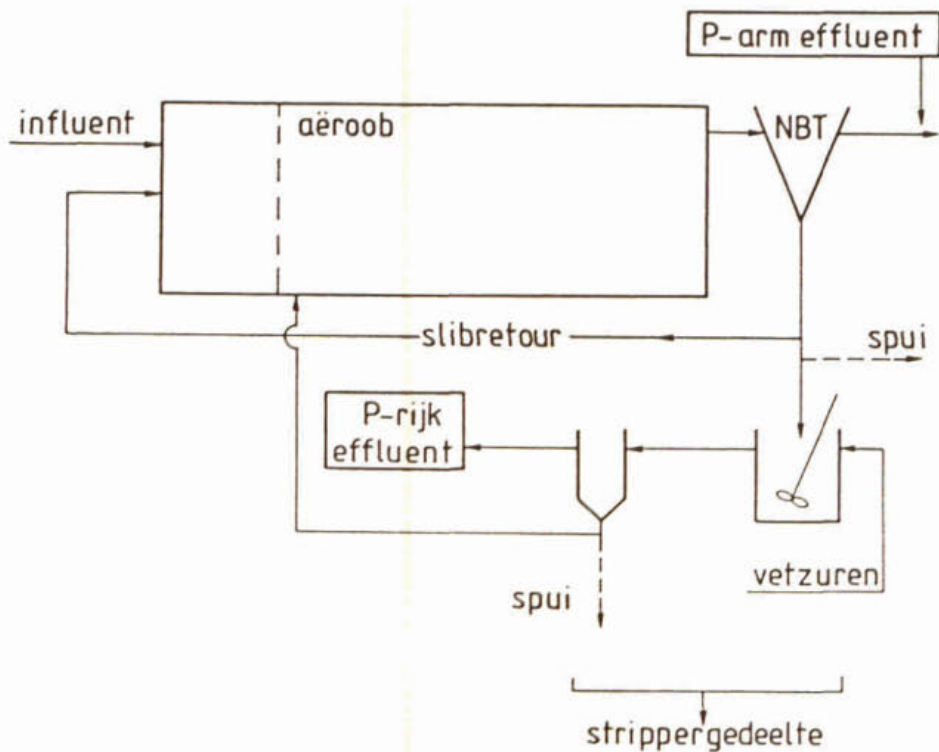 P-arm effluent
influent
aëroob
NBT
slibretour
spui
P-rijk
effluent
vetzuren
spui
strippergedeelte